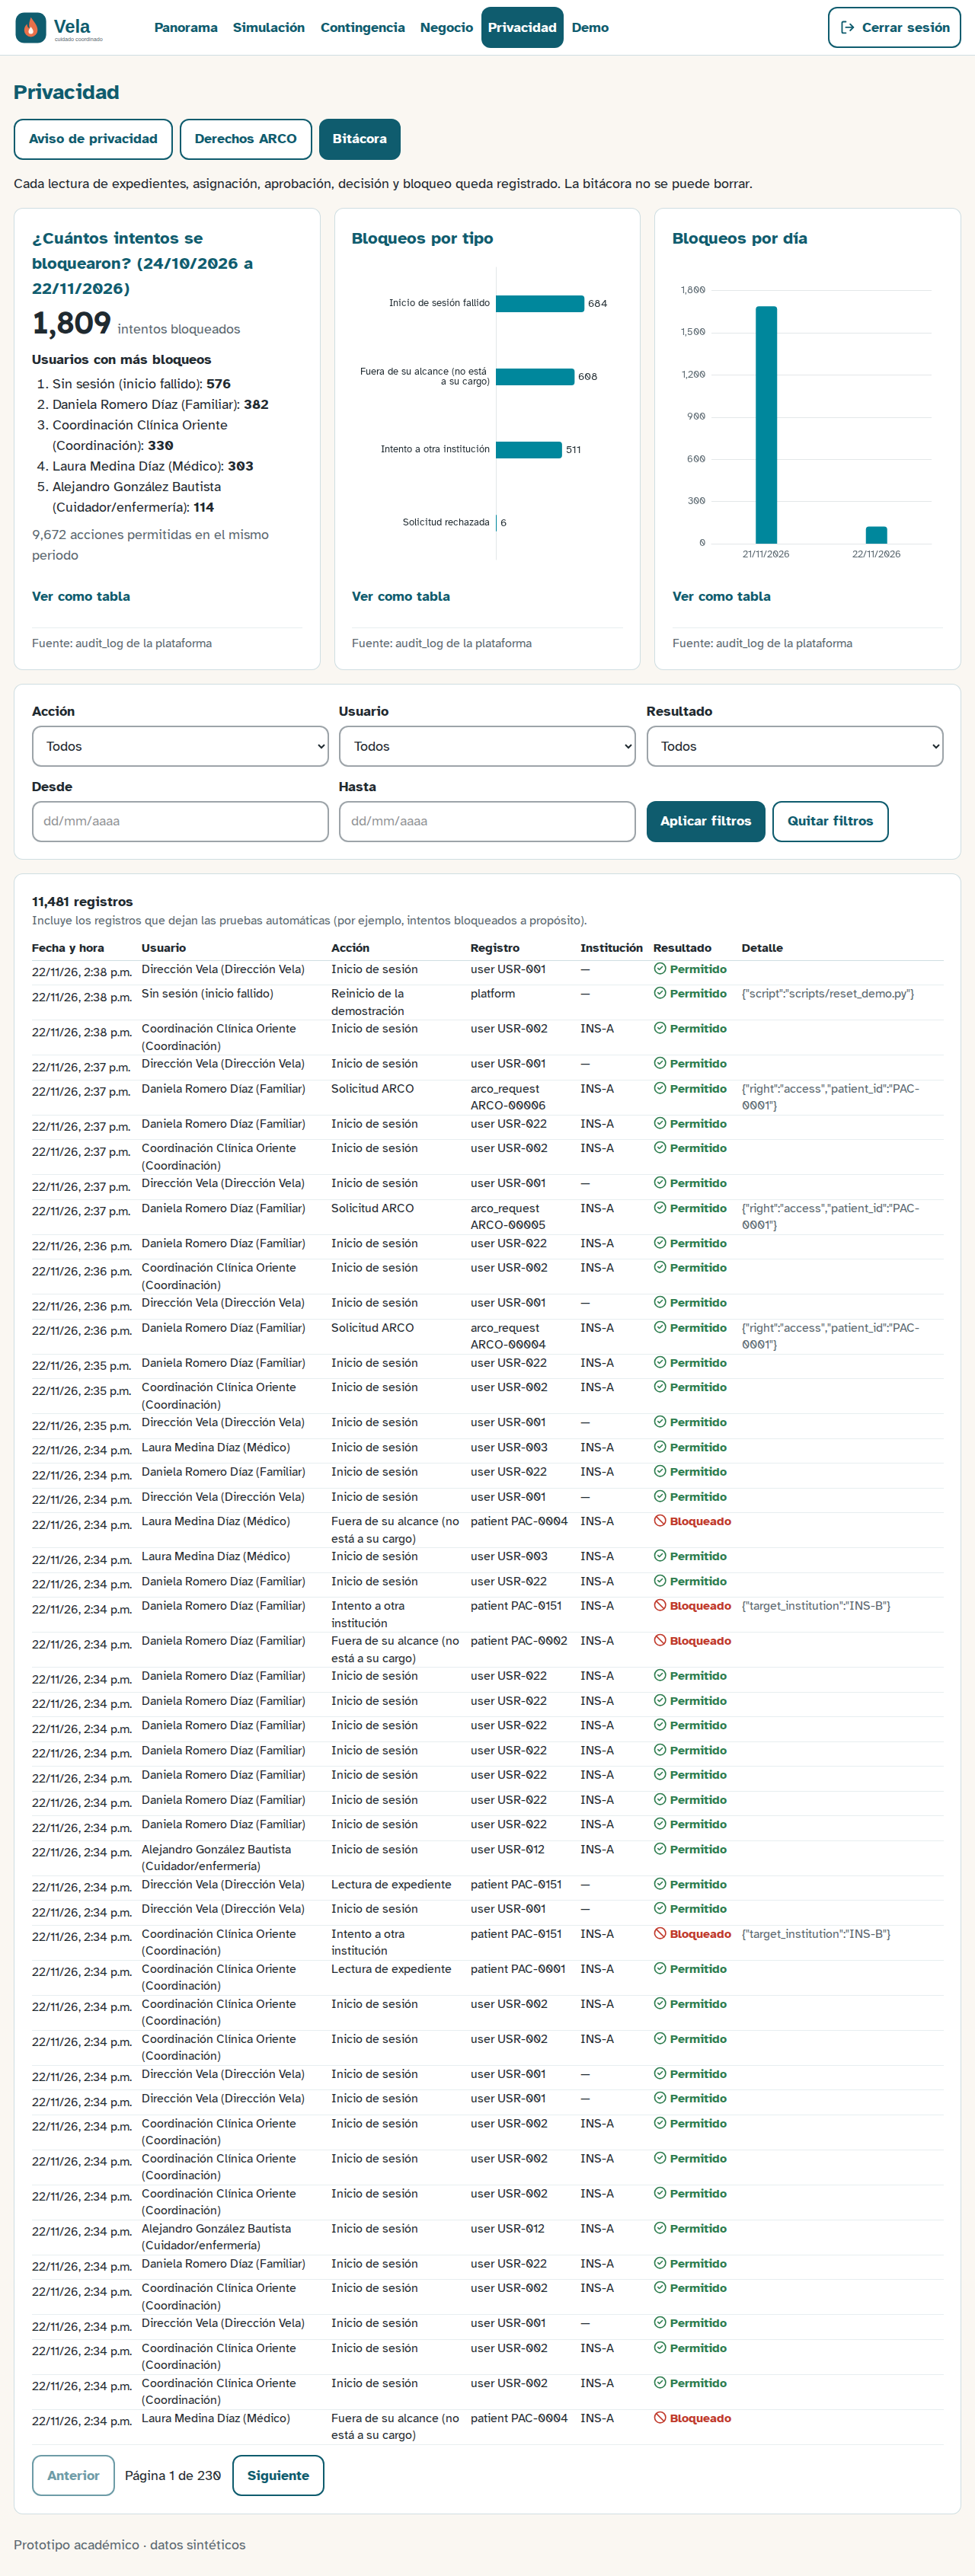 Vela
cuidado coordinado
Panorama
Simulación
Contingencia
Negocio
Privacidad
Demo
Cerrar sesión
Privacidad
Aviso de privacidad
Derechos ARCO
Bitácora
Cada lectura de expedientes, asignación, aprobación, decisión y bloqueo queda registrado. La bitácora no se puede borrar.
¿Cuántos intentos se
bloquearon? (24/10/2026 a
22/11/2026)
1,809 intentos bloqueados
Usuarios con más bloqueos
1. Sin sesión (inicio fallido): 576
2. Daniela Romero Díaz (Familiar): 382
3. Coordinación Clínica Oriente
(Coordinación): 330
4. Laura Medina Díaz (Médico): 303
5. Alejandro González Bautista
(Cuidador/enfermería): 114
9,672 acciones permitidas en el mismo
periodo
Ver como tabla
Fuente: audit_log de la plataforma
Bloqueos por tipo
Inicio de sesión fallido 684
Fuera de su alcance (no está
a su cargo) 608
Intento a otra institución 511
Solicitud rechazada 6
Ver como tabla
Fuente: audit_log de la plataforma
Bloqueos por día
1,800
1,500
1,200
900
600
300
0
21/11/2026 22/11/2026
Ver como tabla
Fuente: audit_log de la plataforma
Acción Usuario Resultado
Todos Todos Todos
Desde Hasta
dd/mm/aaaa dd/mm/aaaa Aplicar filtros Quitar filtros
11,481 registros
Incluye los registros que dejan las pruebas automáticas (por ejemplo, intentos bloqueados a propósito).
Fecha y hora Usuario Acción Registro Institución Resultado Detalle
22/11/26, 2:38 p.m. Dirección Vela (Dirección Vela) Inicio de sesión user USR-001 — Permitido
22/11/26, 2:38 p.m. Sin sesión (inicio fallido) Reinicio de la platform — Permitido {"script":"scripts/reset_demo.py"}
demostración
22/11/26, 2:38 p.m. Coordinación Clínica Oriente Inicio de sesión user USR-002 INS-A Permitido
(Coordinación)
22/11/26, 2:37 p.m. Dirección Vela (Dirección Vela) Inicio de sesión user USR-001 — Permitido
22/11/26, 2:37 p.m. Daniela Romero Díaz (Familiar) Solicitud ARCO arco_request INS-A Permitido {"right":"access","patient_id":"PAC-
ARCO-00006 0001"}
22/11/26, 2:37 p.m. Daniela Romero Díaz (Familiar) Inicio de sesión user USR-022 INS-A Permitido
22/11/26, 2:37 p.m. Coordinación Clínica Oriente Inicio de sesión user USR-002 INS-A Permitido
(Coordinación)
22/11/26, 2:37 p.m. Dirección Vela (Dirección Vela) Inicio de sesión user USR-001 — Permitido
22/11/26, 2:37 p.m. Daniela Romero Díaz (Familiar) Solicitud ARCO arco_request INS-A Permitido {"right":"access","patient_id":"PAC-
ARCO-00005 0001"}
22/11/26, 2:36 p.m. Daniela Romero Díaz (Familiar) Inicio de sesión user USR-022 INS-A Permitido
22/11/26, 2:36 p.m. Coordinación Clínica Oriente Inicio de sesión user USR-002 INS-A Permitido
(Coordinación)
22/11/26, 2:36 p.m. Dirección Vela (Dirección Vela) Inicio de sesión user USR-001 — Permitido
22/11/26, 2:36 p.m. Daniela Romero Díaz (Familiar) Solicitud ARCO arco_request INS-A Permitido {"right":"access","patient_id":"PAC-
ARCO-00004 0001"}
22/11/26, 2:35 p.m. Daniela Romero Díaz (Familiar) Inicio de sesión user USR-022 INS-A Permitido
22/11/26, 2:35 p.m. Coordinación Clínica Oriente Inicio de sesión user USR-002 INS-A Permitido
(Coordinación)
22/11/26, 2:35 p.m. Dirección Vela (Dirección Vela) Inicio de sesión user USR-001 — Permitido
22/11/26, 2:34 p.m. Laura Medina Díaz (Médico) Inicio de sesión user USR-003 INS-A Permitido
22/11/26, 2:34 p.m. Daniela Romero Díaz (Familiar) Inicio de sesión user USR-022 INS-A Permitido
22/11/26, 2:34 p.m. Dirección Vela (Dirección Vela) Inicio de sesión user USR-001 — Permitido
22/11/26, 2:34 p.m. Laura Medina Díaz (Médico) Fuera de su alcance (no patient PAC-0004 INS-A Bloqueado
está a su cargo)
22/11/26, 2:34 p.m. Laura Medina Díaz (Médico) Inicio de sesión user USR-003 INS-A Permitido
22/11/26, 2:34 p.m. Daniela Romero Díaz (Familiar) Inicio de sesión user USR-022 INS-A Permitido
22/11/26, 2:34 p.m. Daniela Romero Díaz (Familiar) Intento a otra patient PAC-0151 INS-A Bloqueado {"target_institution":"INS-B"}
institución
22/11/26, 2:34 p.m. Daniela Romero Díaz (Familiar) Fuera de su alcance (no patient PAC-0002 INS-A Bloqueado
está a su cargo)
22/11/26, 2:34 p.m. Daniela Romero Díaz (Familiar) Inicio de sesión user USR-022 INS-A Permitido
22/11/26, 2:34 p.m. Daniela Romero Díaz (Familiar) Inicio de sesión user USR-022 INS-A Permitido
22/11/26, 2:34 p.m. Daniela Romero Díaz (Familiar) Inicio de sesión user USR-022 INS-A Permitido
22/11/26, 2:34 p.m. Daniela Romero Díaz (Familiar) Inicio de sesión user USR-022 INS-A Permitido
22/11/26, 2:34 p.m. Daniela Romero Díaz (Familiar) Inicio de sesión user USR-022 INS-A Permitido
22/11/26, 2:34 p.m. Daniela Romero Díaz (Familiar) Inicio de sesión user USR-022 INS-A Permitido
22/11/26, 2:34 p.m. Daniela Romero Díaz (Familiar) Inicio de sesión user USR-022 INS-A Permitido
22/11/26, 2:34 p.m. Alejandro González Bautista Inicio de sesión user USR-012 INS-A Permitido
(Cuidador/enfermería)
22/11/26, 2:34 p.m. Dirección Vela (Dirección Vela) Lectura de expediente patient PAC-0151 — Permitido
22/11/26, 2:34 p.m. Dirección Vela (Dirección Vela) Inicio de sesión user USR-001 — Permitido
22/11/26, 2:34 p.m. Coordinación Clínica Oriente Intento a otra patient PAC-0151 INS-A Bloqueado {"target_institution":"INS-B"}
(Coordinación) institución
22/11/26, 2:34 p.m. Coordinación Clínica Oriente Lectura de expediente patient PAC-0001 INS-A Permitido
(Coordinación)
22/11/26, 2:34 p.m. Coordinación Clínica Oriente Inicio de sesión user USR-002 INS-A Permitido
(Coordinación)
22/11/26, 2:34 p.m. Coordinación Clínica Oriente Inicio de sesión user USR-002 INS-A Permitido
(Coordinación)
22/11/26, 2:34 p.m. Dirección Vela (Dirección Vela) Inicio de sesión user USR-001 — Permitido
22/11/26, 2:34 p.m. Dirección Vela (Dirección Vela) Inicio de sesión user USR-001 — Permitido
22/11/26, 2:34 p.m. Coordinación Clínica Oriente Inicio de sesión user USR-002 INS-A Permitido
(Coordinación)
22/11/26, 2:34 p.m. Coordinación Clínica Oriente Inicio de sesión user USR-002 INS-A Permitido
(Coordinación)
22/11/26, 2:34 p.m. Coordinación Clínica Oriente Inicio de sesión user USR-002 INS-A Permitido
(Coordinación)
22/11/26, 2:34 p.m. Alejandro González Bautista Inicio de sesión user USR-012 INS-A Permitido
(Cuidador/enfermería)
22/11/26, 2:34 p.m. Daniela Romero Díaz (Familiar) Inicio de sesión user USR-022 INS-A Permitido
22/11/26, 2:34 p.m. Coordinación Clínica Oriente Inicio de sesión user USR-002 INS-A Permitido
(Coordinación)
22/11/26, 2:34 p.m. Dirección Vela (Dirección Vela) Inicio de sesión user USR-001 — Permitido
22/11/26, 2:34 p.m. Coordinación Clínica Oriente Inicio de sesión user USR-002 INS-A Permitido
(Coordinación)
22/11/26, 2:34 p.m. Coordinación Clínica Oriente Inicio de sesión user USR-002 INS-A Permitido
(Coordinación)
22/11/26, 2:34 p.m. Laura Medina Díaz (Médico) Fuera de su alcance (no patient PAC-0004 INS-A Bloqueado
está a su cargo)
Anterior Página 1 de 230 Siguiente
Prototipo académico · datos sintéticos